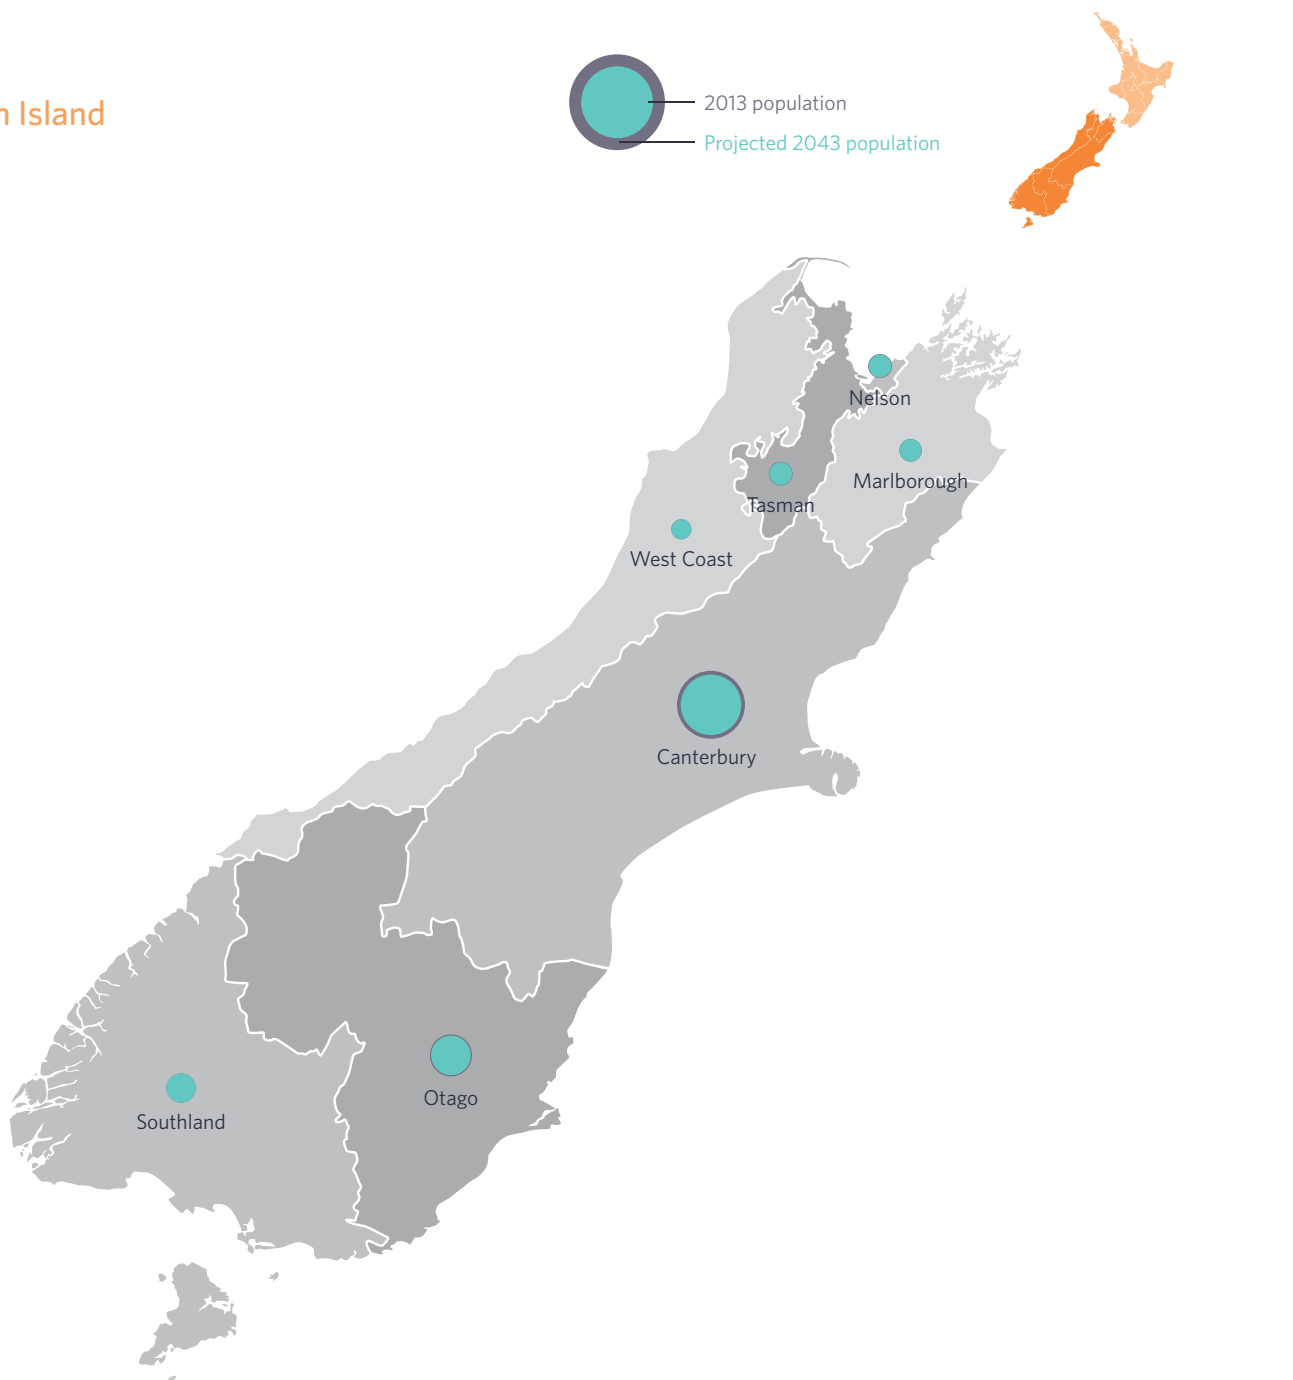 Island
2013 population
Projected 2043 population
Nelson
Marlborough
Tasman
West Coast
Canterbury
Otago
Southland